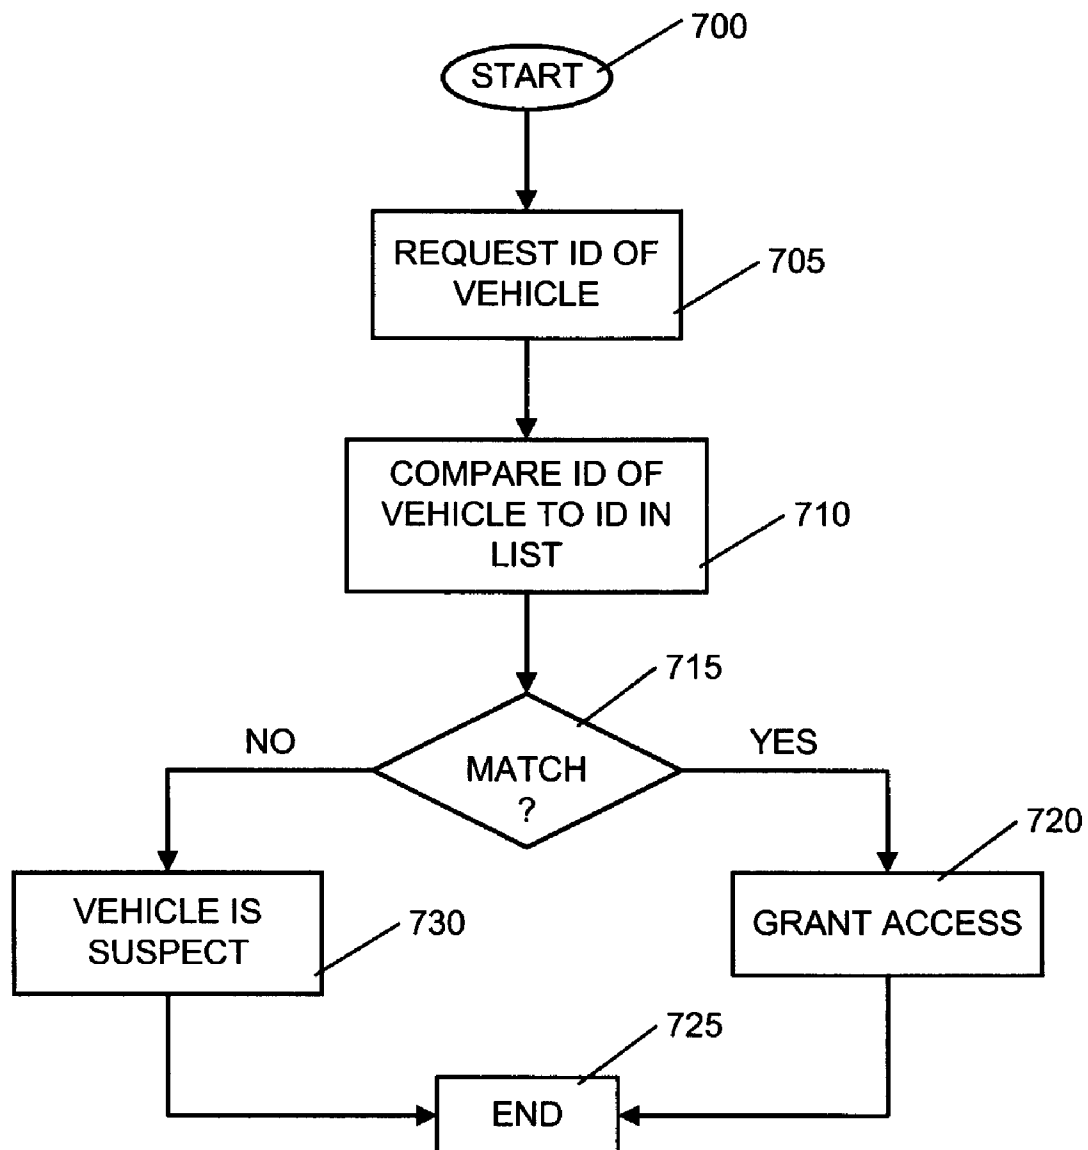 700
START
REQUEST ID OF
VEHICLE
705
COMPARE ID OF
VEHICLE TO ID IN
LIST
710
715
NO
YES
MATCH
?
720
VEHICLE IS
SUSPECT
730
GRANT ACCESS
725
END